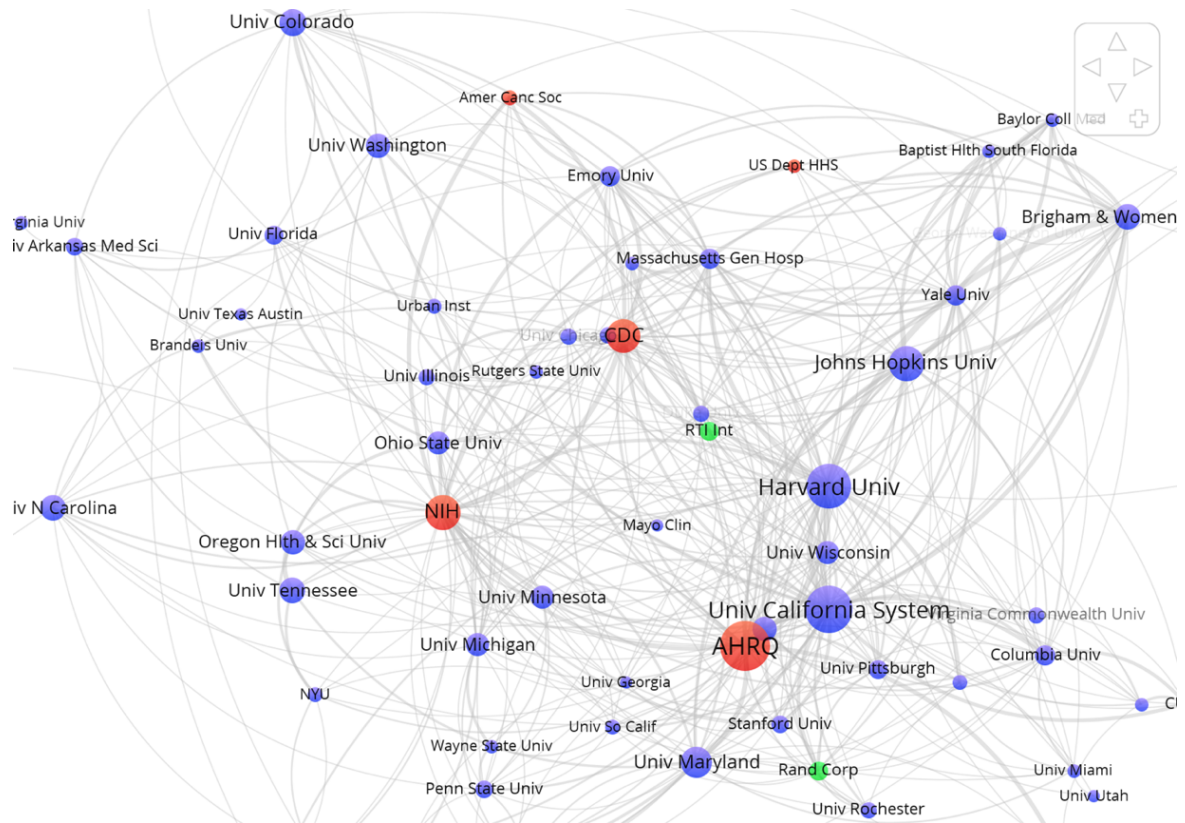 Univ Colorado
Amer Canc Soc
Baylor Coll Med
Univ Washington
Baptist Hlth South Florida
US Dept HHS
Emory Univ
rginia Univ
Brigham & Women
Univ Florida
iv Arkansas Med Sci
Massachusetts Gen Hosp
Yale Univ
Urban Inst
Univ Texas Austin
Univ Chica
CDC
Brandeis Univ
Johns Hopkins Univ
Rutgers State Univ
Univ Illinois
RTI Int
Ohio State Univ
Harvard Univ
iv N Carolina
NIH
Mayo Clin
Oregon Hlth & Sci Univ
Univ Wisconsin
Univ Tennessee
Univ Minnesota
Univ California System
rginia Commonwealth Univ
Univ Michigan
AHRQ
Columbia Univ
Univ Pittsburgh
Univ Georgia
NYU
Univ So Calif
Stanford Univ
Wayne State Univ
Univ Maryland
Rand Corp
Univ Miami
Penn State Univ
Univ Utah
Univ Rochester